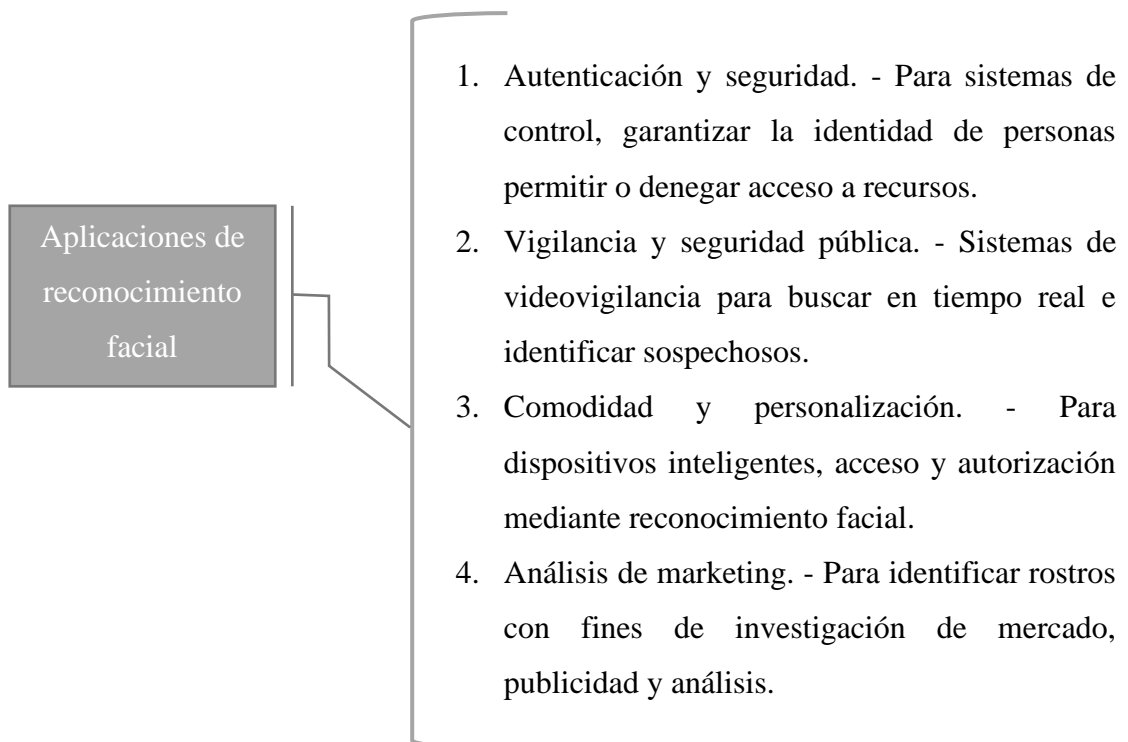 Aplicaciones de
reconocimiento
facial
1. Autenticación y seguridad. - Para sistemas de
control, garantizar la identidad de personas
permitir o denegar acceso a recursos.
2. Vigilancia y seguridad pública. - Sistemas de
videovigilancia para buscar en tiempo real e
identificar sospechosos.
3. Comodidad y personalización. - Para
dispositivos inteligentes, acceso y autorización
mediante reconocimiento facial.
4. Análisis de marketing. - Para identificar rostros
con fines de investigación de mercado,
publicidad y análisis.